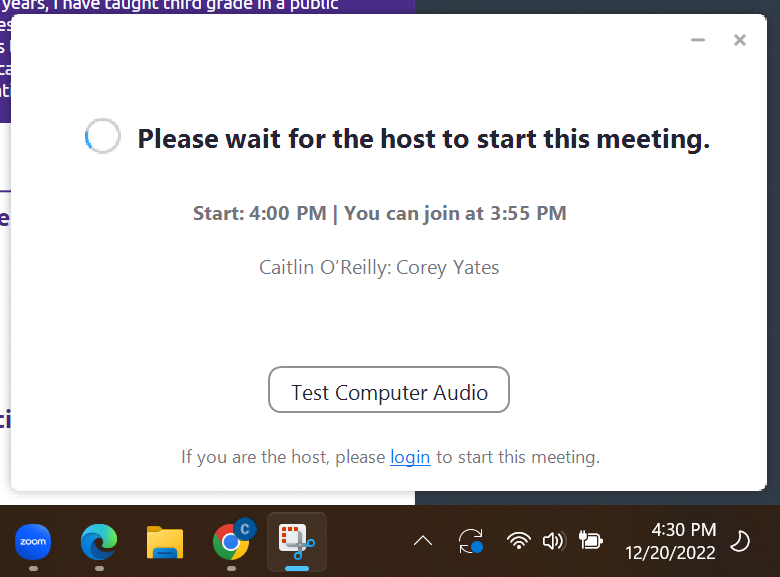 years, I have taught third grade in a public
Please wait for the host to start this meeting.
Start: 4:00 PM | You can join at 3:55 PM
Caitlin O’Reilly: Corey Yates
Test Computer Audio
If you are the host, please login to start this meeting.
zoom
C
4:30 PM
12/20/2022